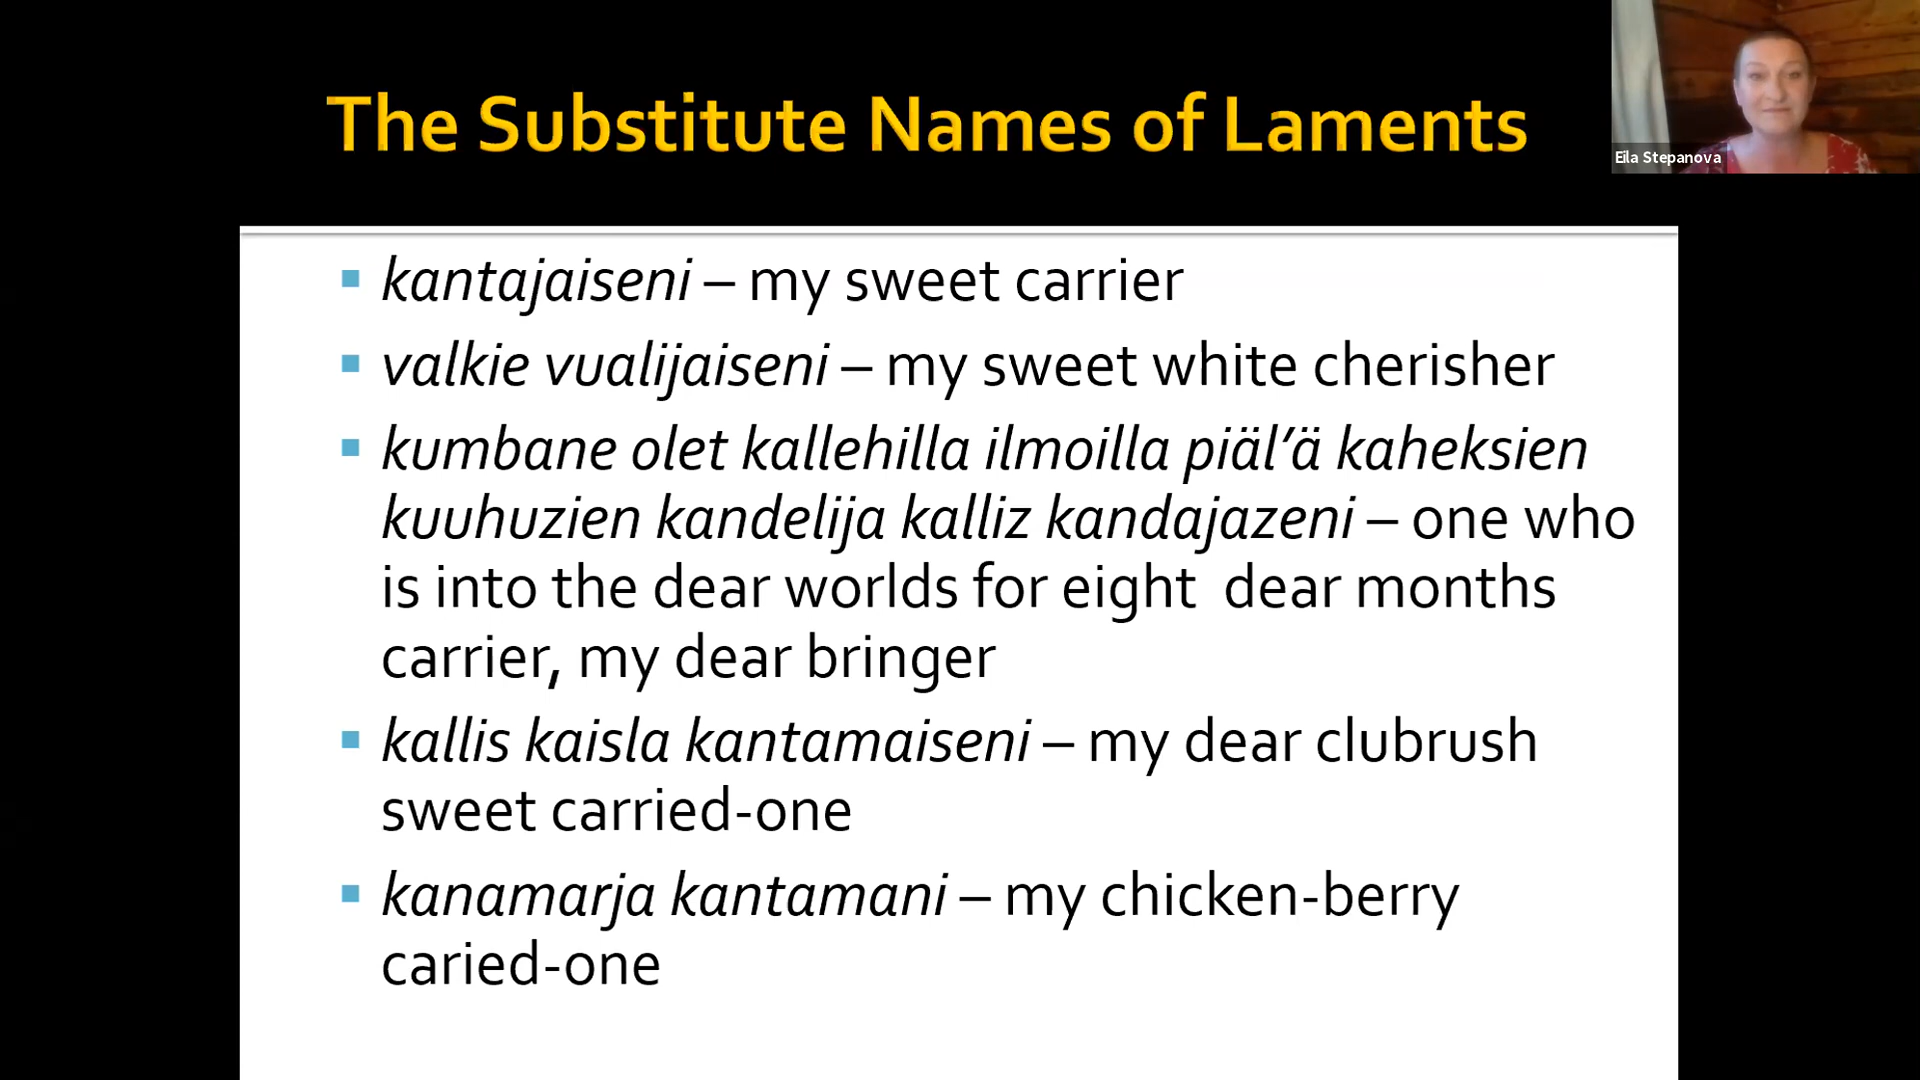 The Substitute Names of Laments
Eila Stepanova
kantajaiseni – my sweet carrier
valkie vualijaiseni – my sweet white cherisher
kumbane olet kallehilla ilmoilla piäl’ä kaheksien
kuuhuzien kandelija kalliz kandajazeni – one who
is into the dear worlds for eight  dear months
carrier, my dear bringer
kallis kaisla kantamaiseni – my dear clubrush
sweet carried-one
kanamarja kantamani – my chicken-berry
caried-one